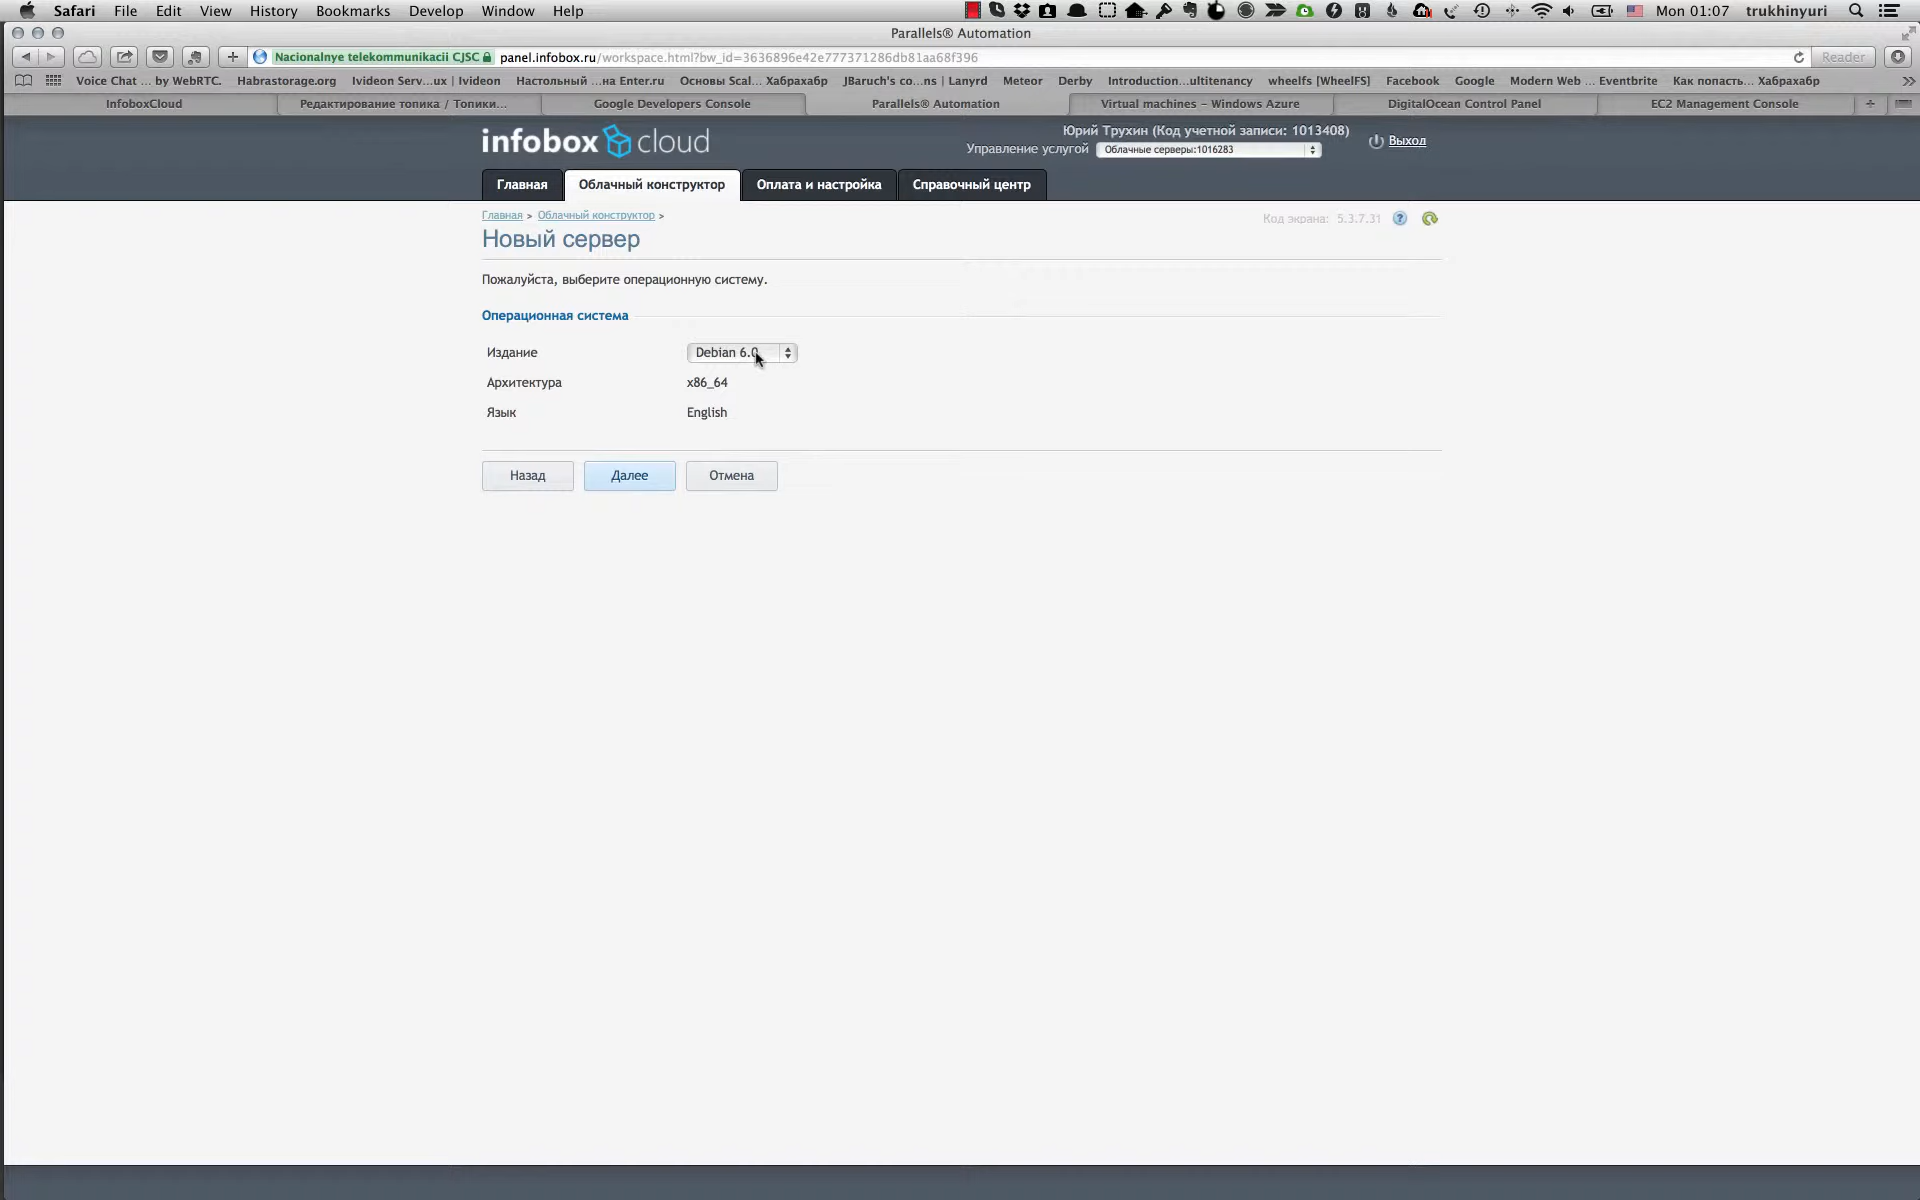 Safari File Edit View History Bookmarks Develop Window Help Mon 01:07 trukhinyuri
Parallels® Automation
Nacionalnye telekommunikacii CJSC panel.infobox.ru/workspace.html?bw_id=3636896e42e777371286db81aa68f396 Reader
Voice Chat ... by WebRTC. Habrastorage.org Ivideon Serv...ux | Ivideon Настольный ...на Enter.ru Основы Scal... Хабрахабр JBaruch's co...ns | Lanyrd Meteor Derby Introduction...ultitenancy wheelfs [WheelFS] Facebook Google Modern Web ... Eventbrite Как попасть... Хабрахабр
InfoboxCloud Редактирование топика / Топики... Google Developers Console Parallels® Automation Virtual machines – Windows Azure DigitalOcean Control Panel EC2 Management Console
infobox cloud
Юрий Трухин (Код учетной записи: 1013408)
Управление услугой Облачные серверы:1016283 Выход
Главная Облачный конструктор Оплата и настройка Справочный центр
Главная > Облачный конструктор > Код экрана: 5.3.7.31
Новый сервер
Пожалуйста, выберите операционную систему.
Операционная система
Издание Debian 6.0
Архитектура x86_64
Язык English
Назад Далее Отмена